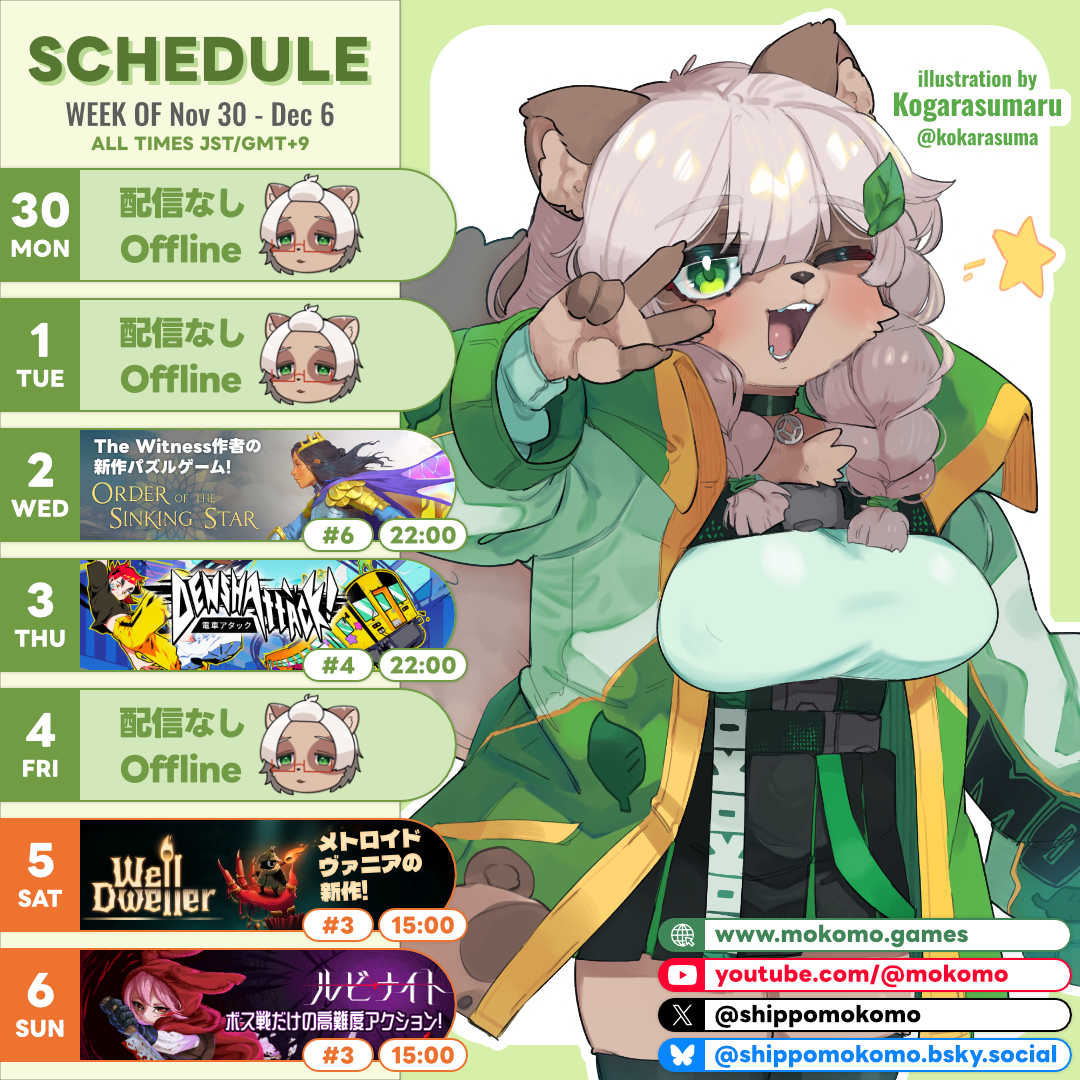 SCHEDULE
WEEK OF Nov 30 - Dec 6
ALL TIMES JST/GMT+9
illustration by
Kogarasumaru
@kokarasuma
30
MON
配信なし
Offline
1
TUE
配信なし
Offline
2
WED
The Witness作者の
新作パズルゲーム!
ORDER OF THE
SINKING STAR
#6
22:00
3
THU
DENSHA ATTACK!
電車アタック
#4
22:00
4
FRI
配信なし
Offline
5
SAT
Well
Dweller
メトロイド
ヴァニアの
新作!
#3
15:00
6
SUN
ルビナイト
ボス戦だけの高難度アクション!
#3
15:00
www.mokomo.games
youtube.com/@mokomo
@shippomokomo
@shippomokomo.bsky.social